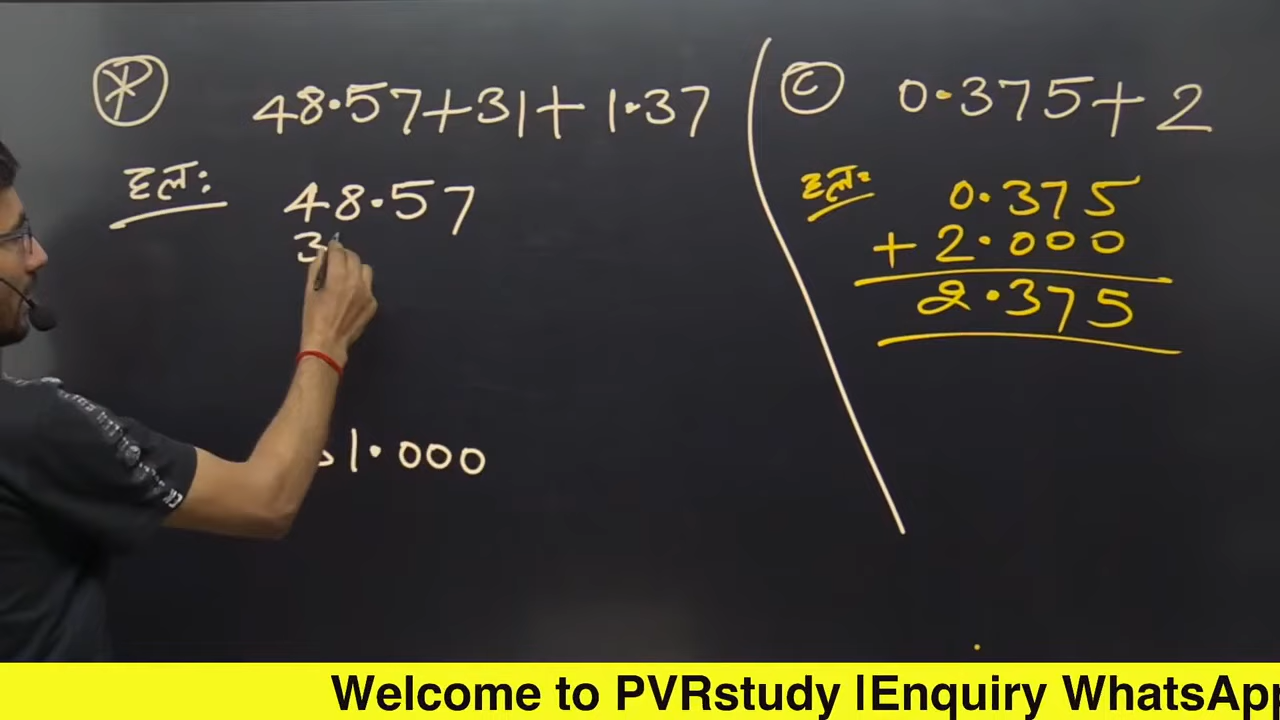 48.57+31+1.37
हल:
48.57
3
1.000
C
0.375+2
हल:
0.375
+ 2.000
2.375
Welcome to PVRstudy |Enquiry WhatsApp